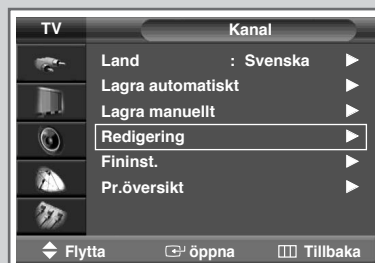 TV Kanal
Land : Svenska
Lagra automatiskt
Lagra manuellt
Redigering
Fininst.
Pr.översikt
Flytta öppna Tillbaka